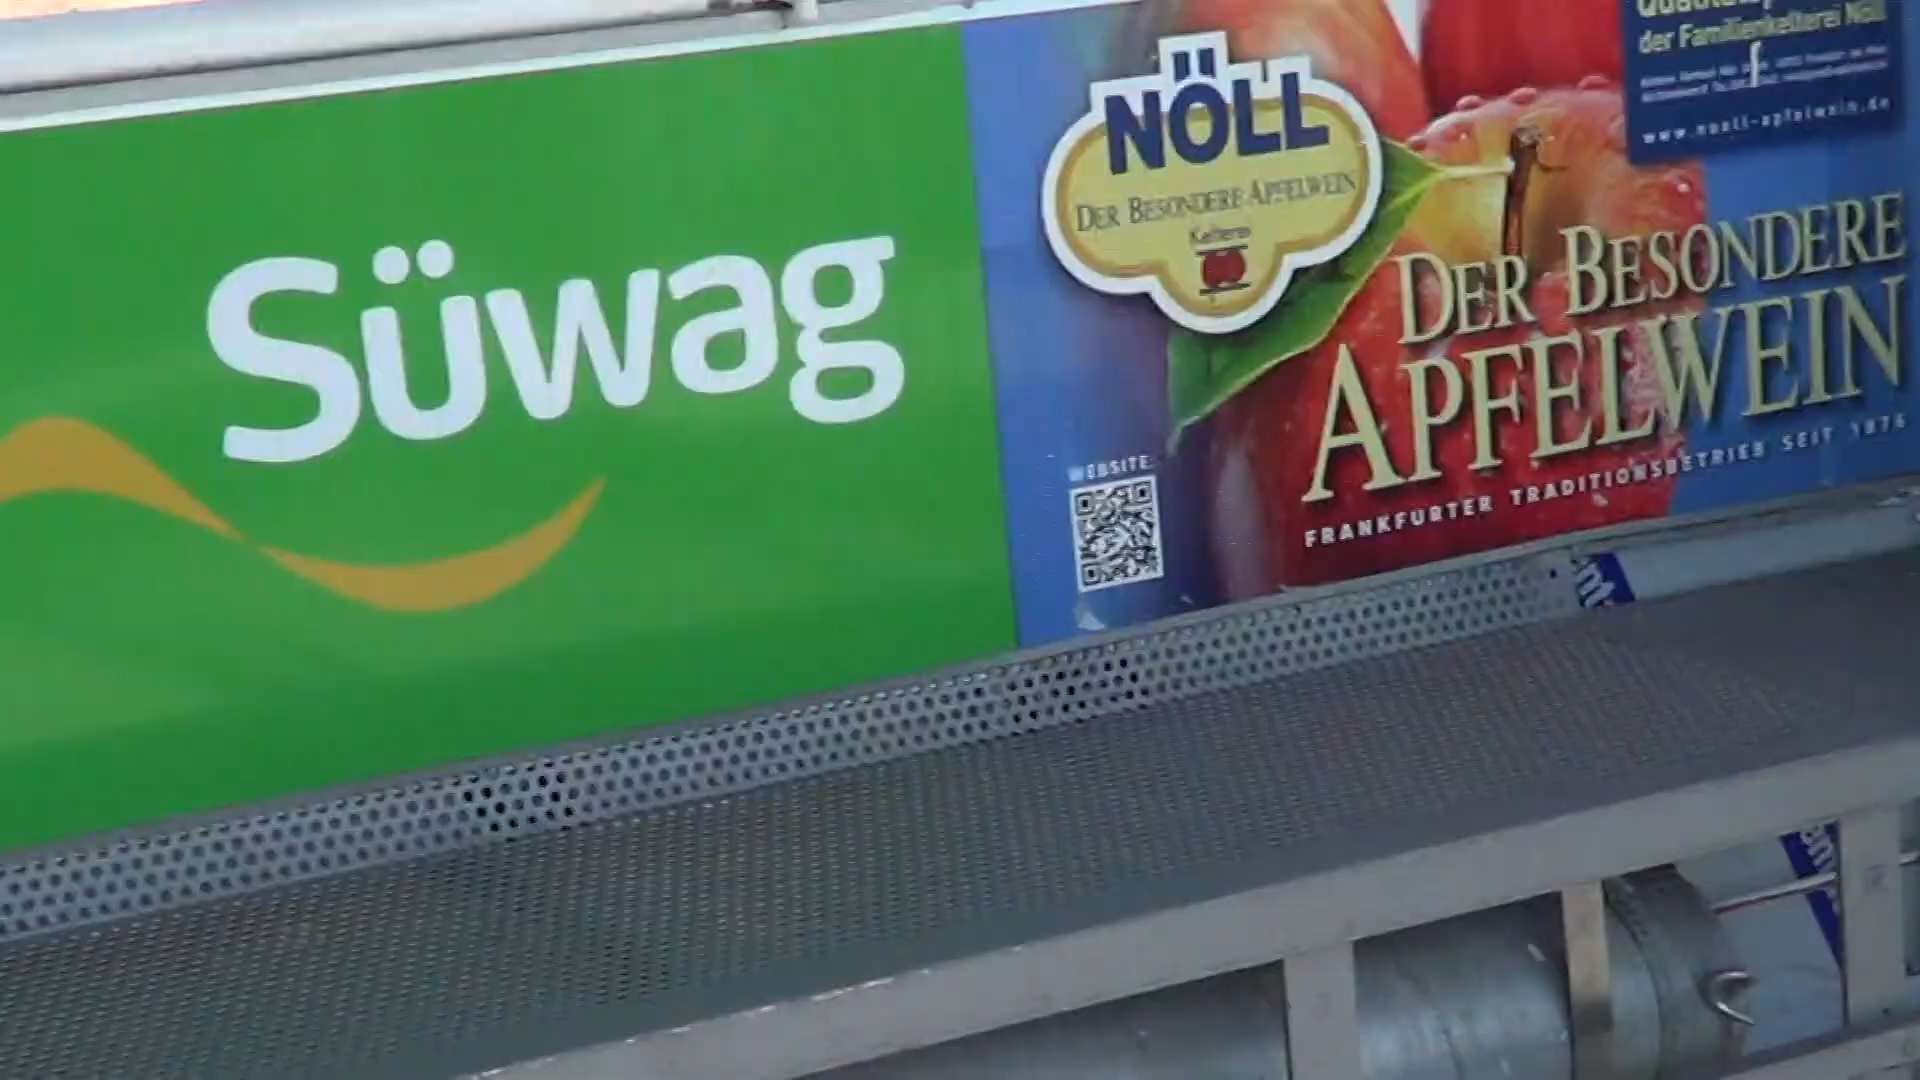 Süwag
NÖLL
DER BESONDERE APFELWEIN
Kelterei
der Familienkelterei Nöll
www.noell-apfelwein.de
DER BESONDERE
APFELWEIN
FRANKFURTER TRADITIONSBETRIEB SEIT 1876
WEBSITE: